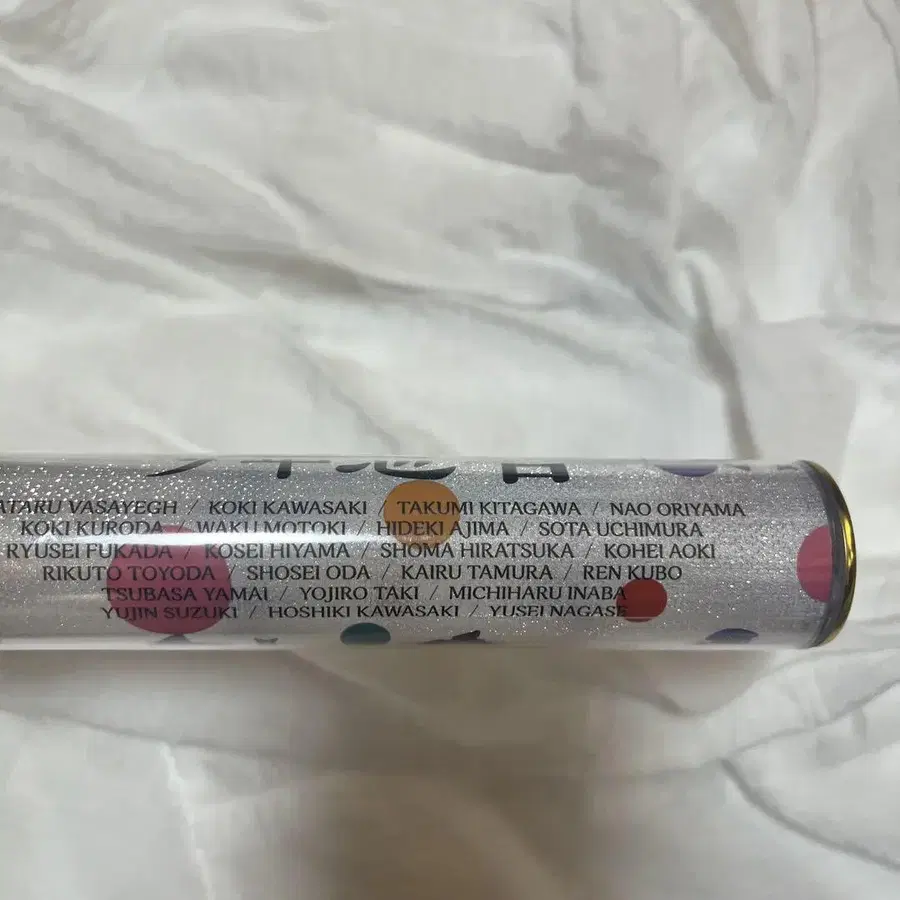 ATARU VASAYEGH / KOKI KAWASAKI / TAKUMI KITAGAWA / NAO ORIYAMA
KOKI KURODA / WAKU MOTOKI / HIDEKI AJIMA / SOTA UCHIMURA
RYUSEI FUKADA / KOSEI HIYAMA / SHOMA HIRATSUKA / KOHEI AOKI
RIKUTO TOYODA / SHOSEI ODA / KAIRU TAMURA / REN KUBO
TSUBASA YAMAI / YOJIRO TAKI / MICHIHARU INABA
YUJIN SUZUKI / HOSHIKI KAWASAKI / YUSEI NAGASE